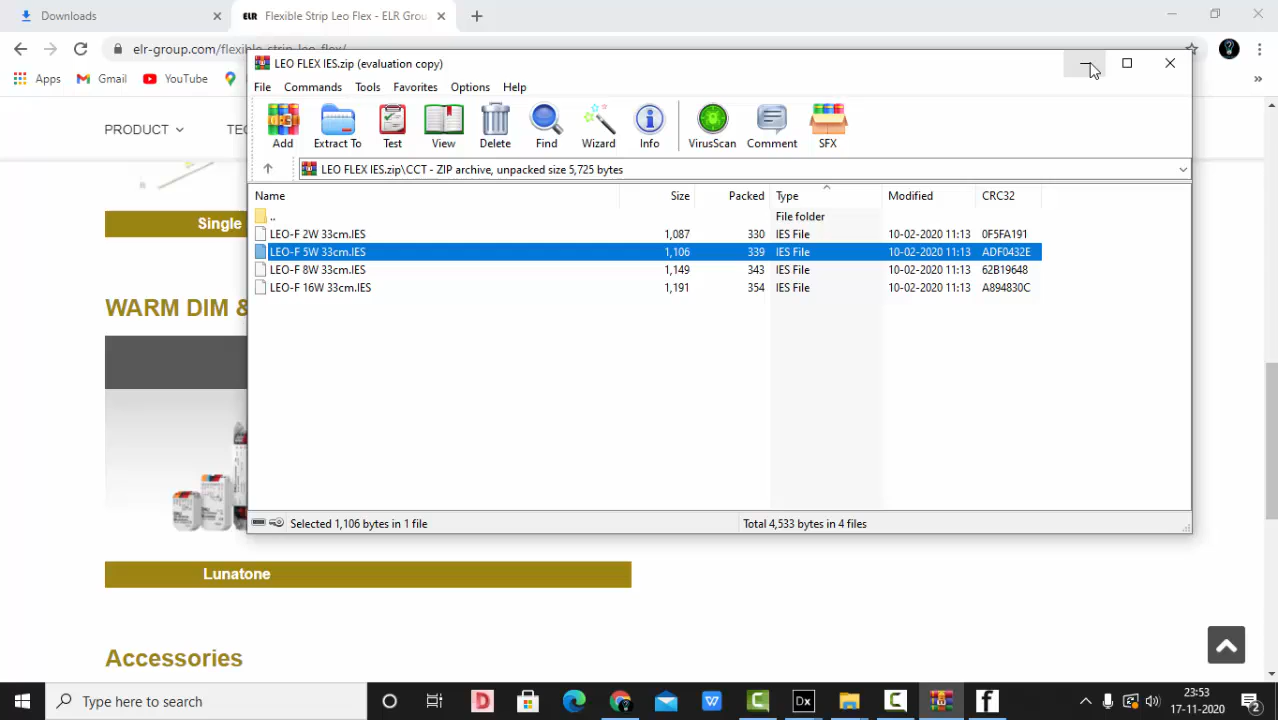 Downloads
ELR Flexible Strip Leo Flex - ELR Grou
elr-group.com/flexible-strip-leo-flex/
Apps Gmail YouTube
LEO FLEX IES.zip (evaluation copy)
File Commands Tools Favorites Options Help
Add Extract To Test View Delete Find Wizard Info VirusScan Comment SFX
LEO FLEX IES.zip\CCT - ZIP archive, unpacked size 5,725 bytes
Name Size Packed Type Modified CRC32
.. File folder
LEO-F 2W 33cm.IES 1,087 330 IES File 10-02-2020 11:13 0F5FA191
LEO-F 5W 33cm.IES 1,106 339 IES File 10-02-2020 11:13 ADF0432E
LEO-F 8W 33cm.IES 1,149 343 IES File 10-02-2020 11:13 62B19648
LEO-F 16W 33cm.IES 1,191 354 IES File 10-02-2020 11:13 A894830C
Selected 1,106 bytes in 1 file Total 4,533 bytes in 4 files
PRODUCT TEC
Single
WARM DIM &
Lunatone
Accessories
Type here to search
23:53
17-11-2020
2